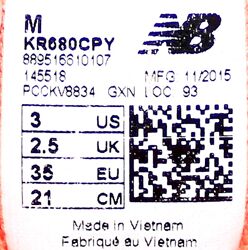 M
KR680CPY
889516610107
145518 MFG 11/2015
PCCKV8834 GXN LOC 93
3 US
2.5 UK
35 EU
21 CM
Made in Vietnam
Fabriqué au Vietnam